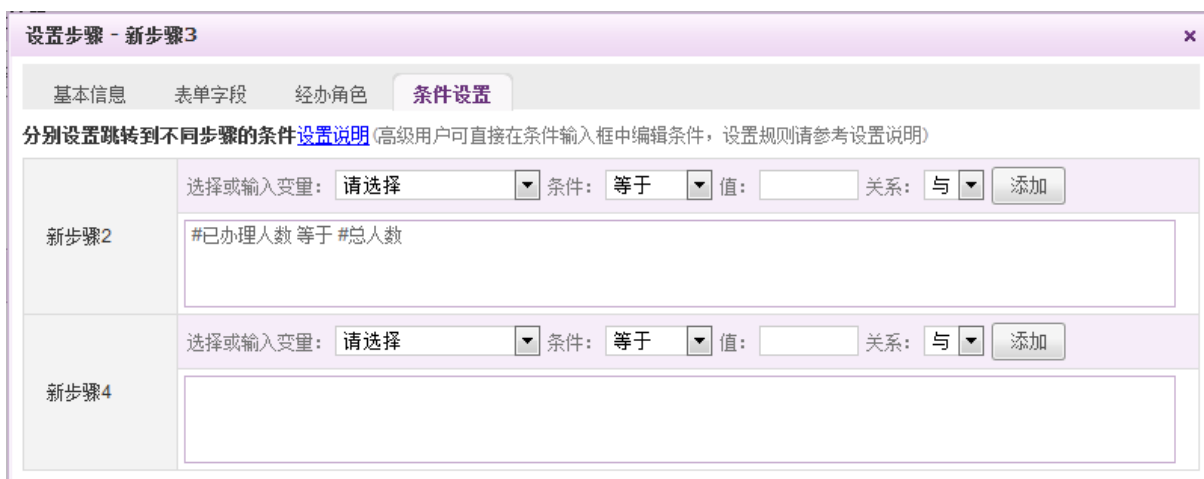 设置步骤 - 新步骤3
基本信息 表单字段 经办角色 条件设置
分别设置跳转到不同步骤的条件设置说明(高级用户可直接在条件输入框中编辑条件，设置规则请参考设置说明)
选择或输入变量： 请选择 条件： 等于 值： 关系： 与 添加
新步骤2
#已办理人数 等于 #总人数
选择或输入变量： 请选择 条件： 等于 值： 关系： 与 添加
新步骤4